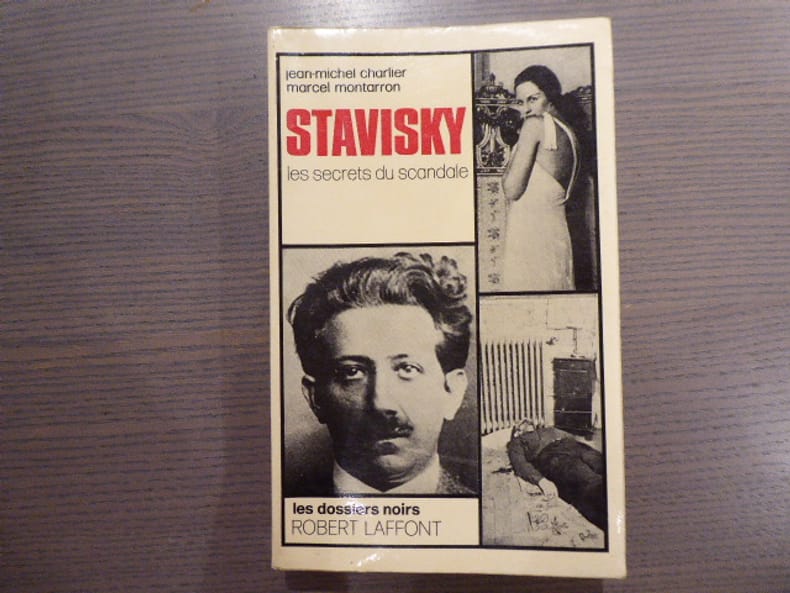 jean-michel charlier
marcel montarron
STAVISKY
les secrets du scandale
les dossiers noirs
ROBERT LAFFONT